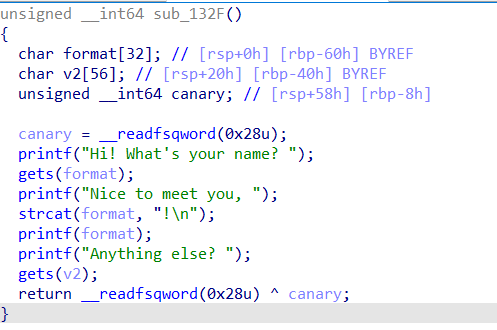 unsigned __int64 sub_132F()
{
char format[32]; // [rsp+0h] [rbp-60h] BYREF
char v2[56]; // [rsp+20h] [rbp-40h] BYREF
unsigned __int64 canary; // [rsp+58h] [rbp-8h]
canary = __readfsqword(0x28u);
printf("Hi! What's your name? ");
gets(format);
printf("Nice to meet you, ");
strcat(format, "!\n");
printf(format);
printf("Anything else? ");
gets(v2);
return __readfsqword(0x28u) ^ canary;
}